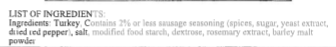 LIST OF INGREDIENTS:
Ingredients: Turkey, Contains 2% or less sausage seasoning (spices, sugar, yeast extract,
dried red pepper), salt, modified food starch, dextrose, rosemary extract, barley malt
powder